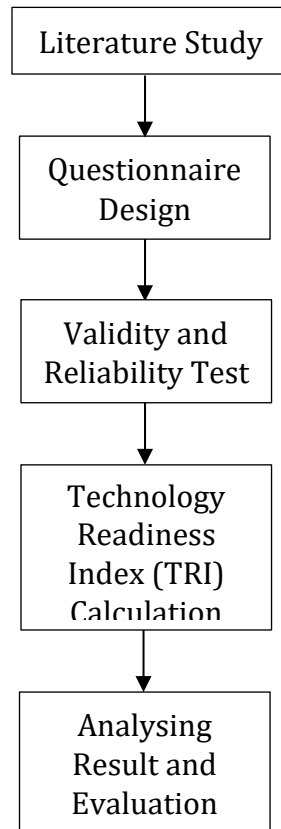 Literature Study
Questionnaire
Design
Validity and
Reliability Test
Technology
Readiness
Index (TRI)
Calculation
Analysing
Result and
Evaluation